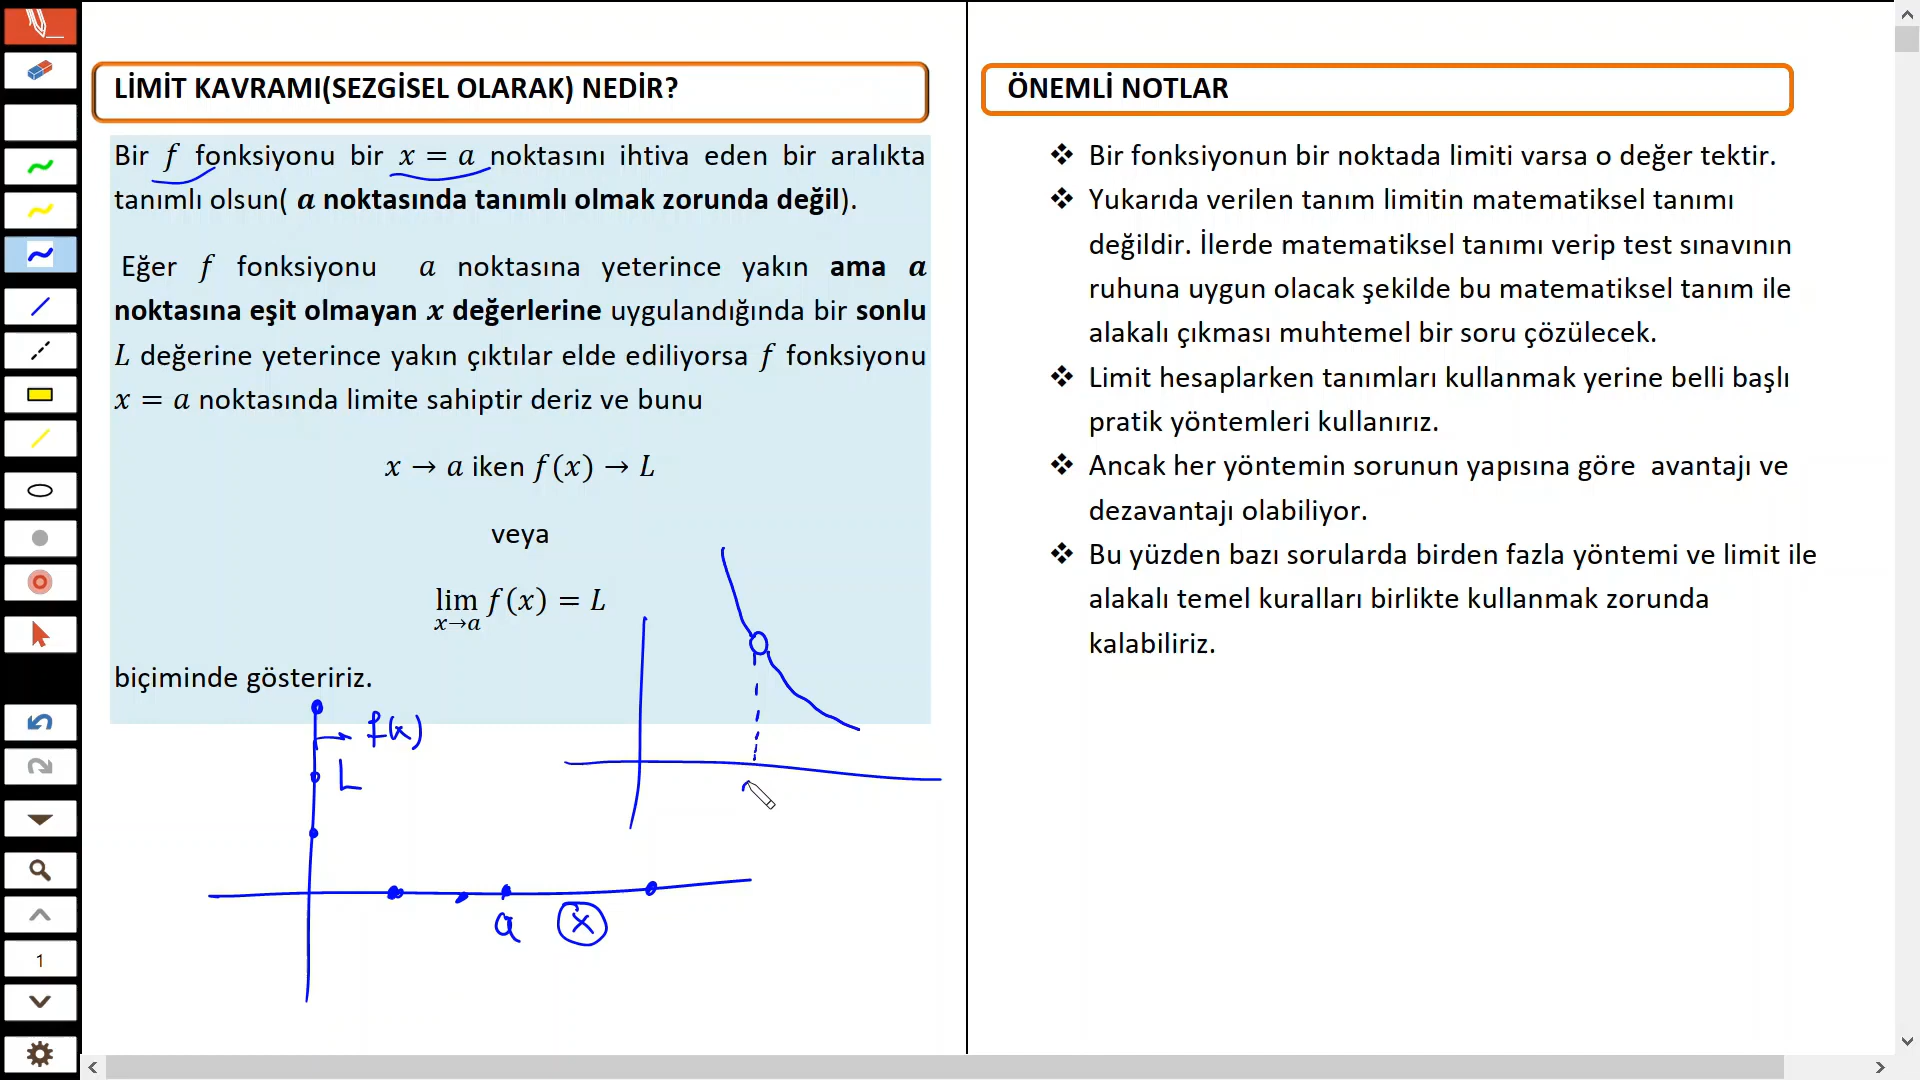 LİMİT KAVRAMI(SEZGİSEL OLARAK) NEDİR?
Bir f fonksiyonu bir x = a noktasını ihtiva eden bir aralıkta
tanımlı olsun( a noktasında tanımlı olmak zorunda değil).
Eğer f fonksiyonu a noktasına yeterince yakın ama a
noktasına eşit olmayan x değerlerine uygulandığında bir sonlu
L değerine yeterince yakın çıktılar elde ediliyorsa f fonksiyonu
x = a noktasında limite sahiptir deriz ve bunu
x → a iken f(x) → L
veya
lim f(x) = L
x→a
biçiminde gösteririz.
f(x)
L
a x
ÖNEMLİ NOTLAR
❖ Bir fonksiyonun bir noktada limiti varsa o değer tektir.
❖ Yukarıda verilen tanım limitin matematiksel tanımı
değildir. İlerde matematiksel tanımı verip test sınavının
ruhuna uygun olacak şekilde bu matematiksel tanım ile
alakalı çıkması muhtemel bir soru çözülecek.
❖ Limit hesaplarken tanımları kullanmak yerine belli başlı
pratik yöntemleri kullanırız.
❖ Ancak her yöntemin sorunun yapısına göre avantajı ve
dezavantajı olabiliyor.
❖ Bu yüzden bazı sorularda birden fazla yöntemi ve limit ile
alakalı temel kuralları birlikte kullanmak zorunda
kalabiliriz.
1